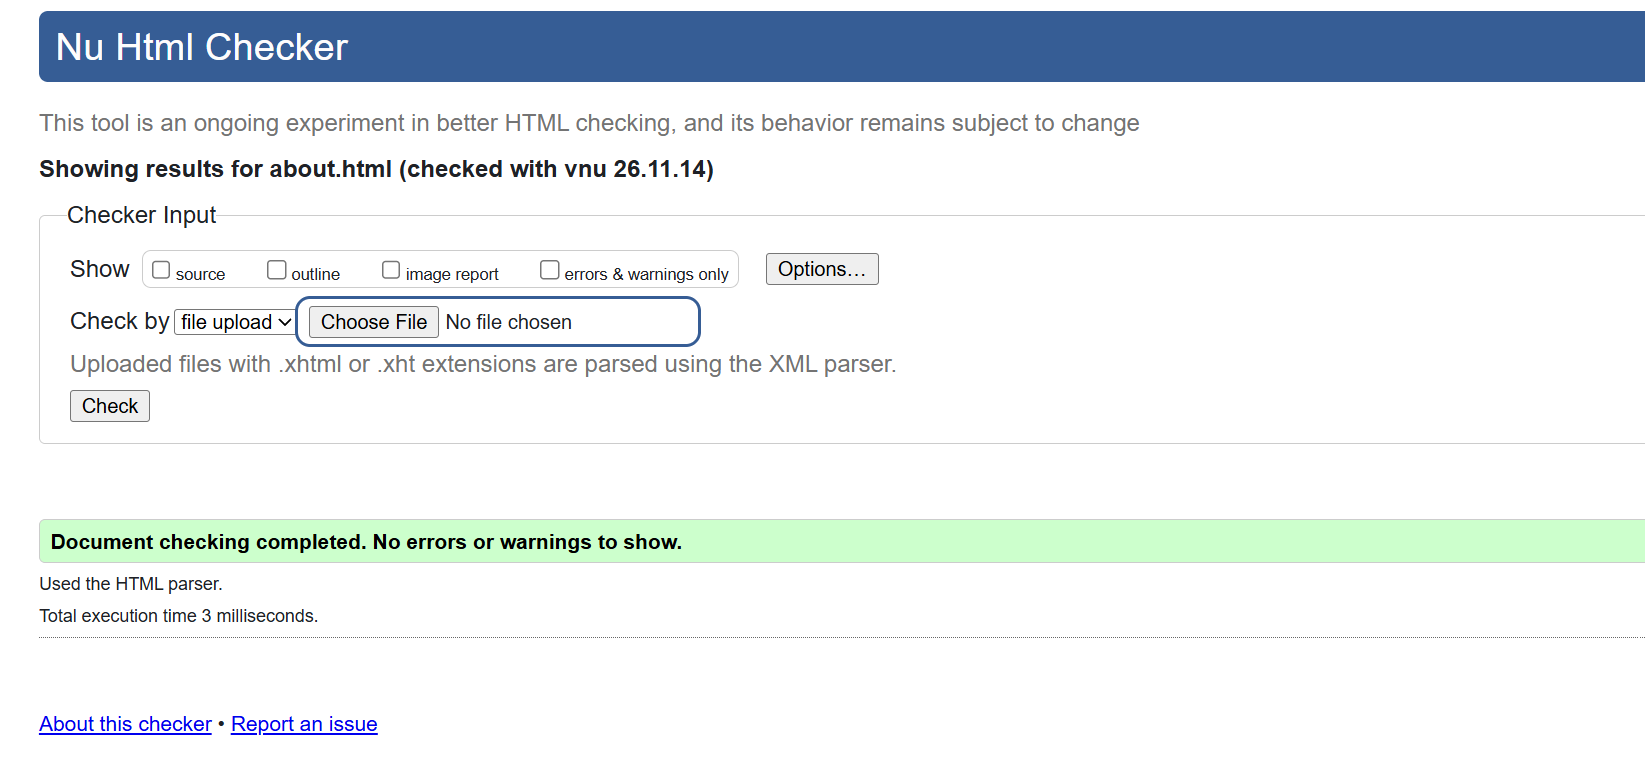 Nu Html Checker
This tool is an ongoing experiment in better HTML checking, and its behavior remains subject to change
Showing results for about.html (checked with vnu 26.11.14)
Checker Input
Show source outline image report errors & warnings only Options…
Check by file upload Choose File No file chosen
Uploaded files with .xhtml or .xht extensions are parsed using the XML parser.
Check
Document checking completed. No errors or warnings to show.
Used the HTML parser.
Total execution time 3 milliseconds.
About this checker • Report an issue